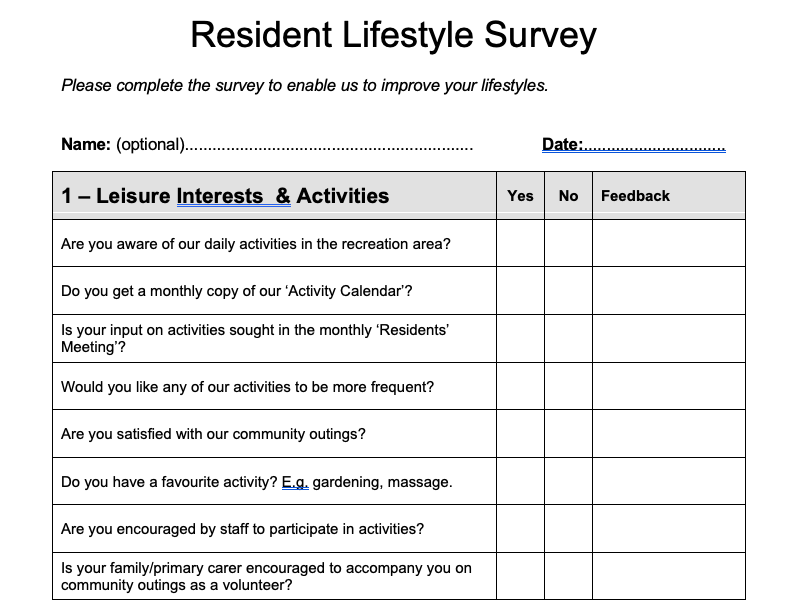 Resident Lifestyle Survey
Please complete the survey to enable us to improve your lifestyles.
Name: (optional)............................................................... Date:...............................
1 – Leisure Interests  & Activities Yes No Feedback
Are you aware of our daily activities in the recreation area?
Do you get a monthly copy of our ‘Activity Calendar’?
Is your input on activities sought in the monthly ‘Residents’
Meeting’?
Would you like any of our activities to be more frequent?
Are you satisfied with our community outings?
Do you have a favourite activity? E.g. gardening, massage.
Are you encouraged by staff to participate in activities?
Is your family/primary carer encouraged to accompany you on
community outings as a volunteer?